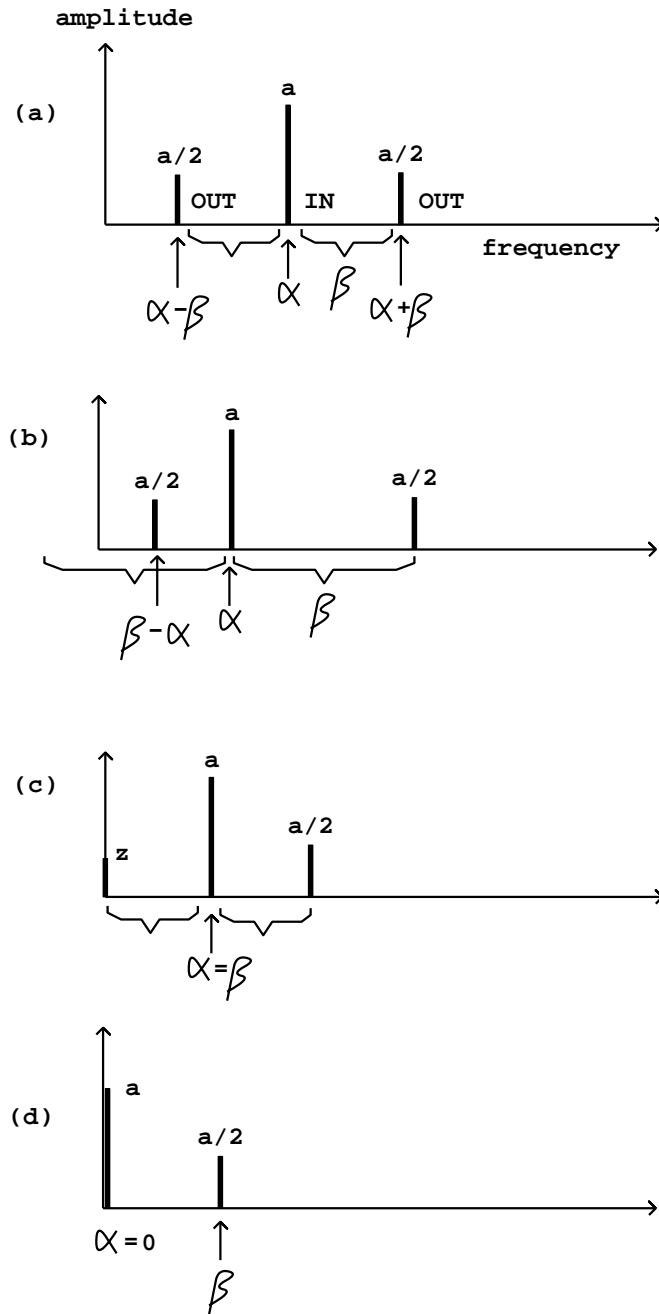 amplitude
(a)
a
a/2
a/2
OUT
IN
OUT
frequency
α-β
α
β
α+β
(b)
a
a/2
a/2
β-α
α
β
(c)
a
a/2
z
α=β
(d)
a
a/2
α=0
β